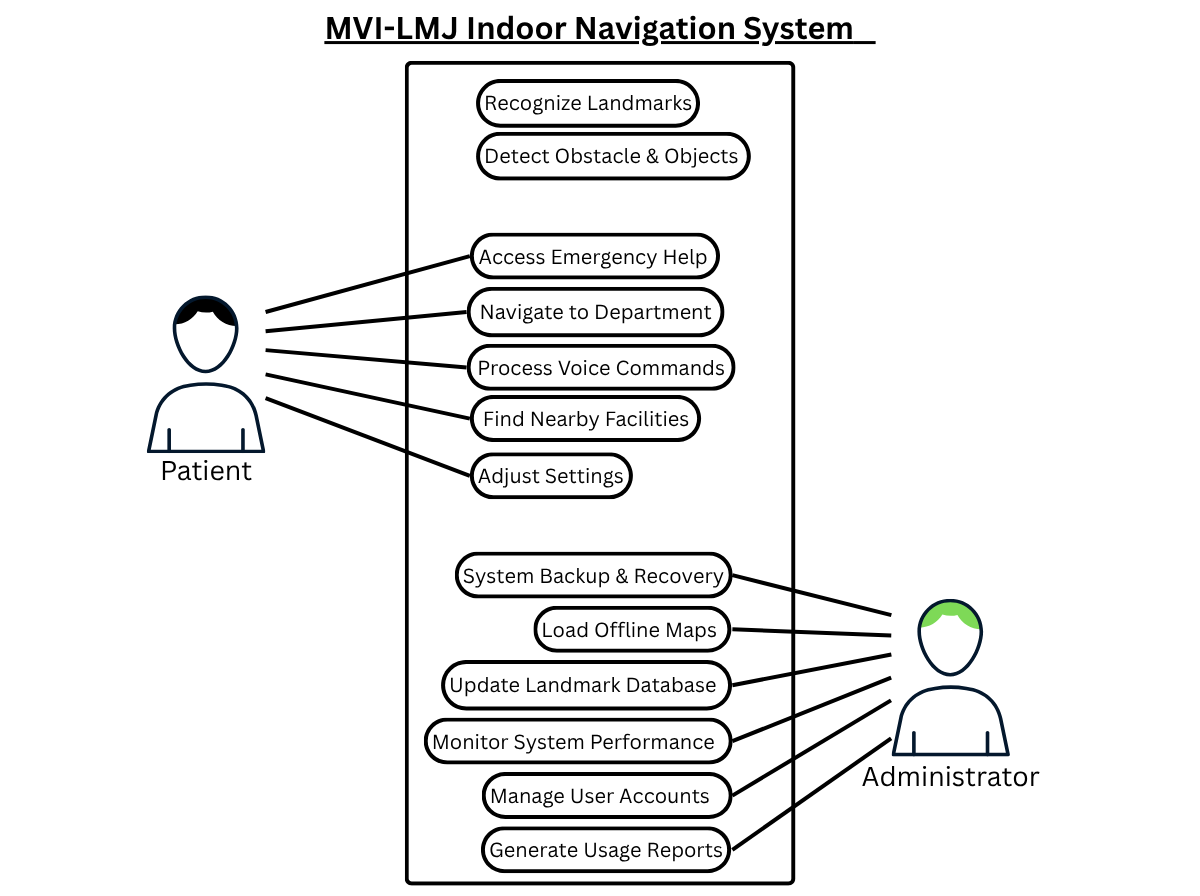 MVI-LMJ Indoor Navigation System
Recognize Landmarks
Detect Obstacle & Objects
Access Emergency Help
Navigate to Department
Process Voice Commands
Find Nearby Facilities
Adjust Settings
Patient
System Backup & Recovery
Load Offline Maps
Update Landmark Database
Monitor System Performance
Manage User Accounts
Generate Usage Reports
Administrator